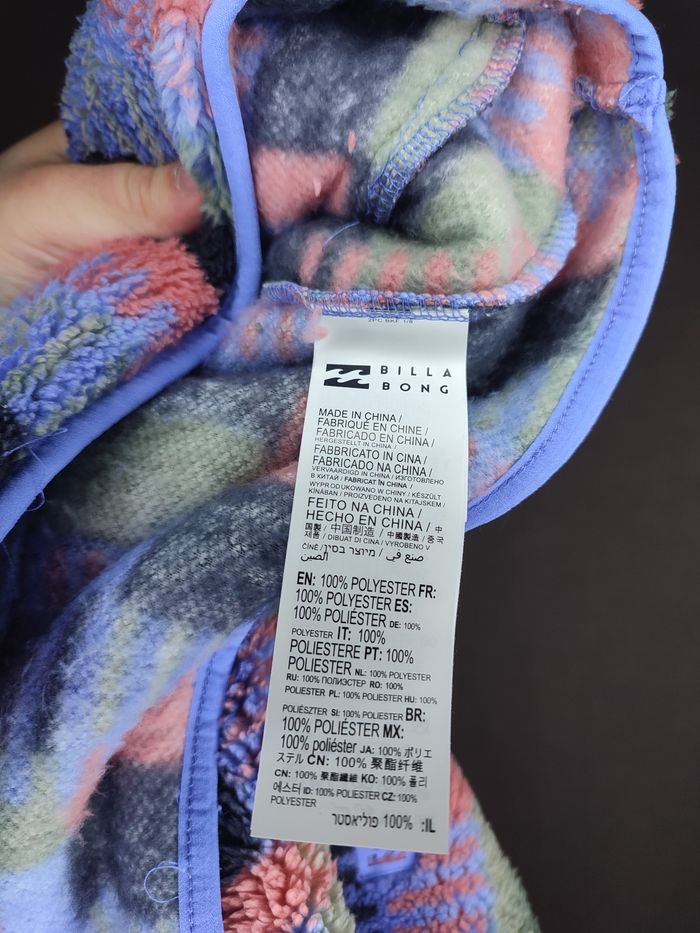 2PC BKF 1/8
BILLA
BONG
MADE IN CHINA /
FABRIQUÉ EN CHINE /
FABRICADO EN CHINA /
HERGESTELLT IN CHINA /
FABBRICATO IN CINA /
FABRICADO NA CHINA /
VERVAARDIGD IN CHINA / ИЗГОТОВЛЕНО
В КИТАЙ / FABRICAT ÎN CHINA /
WYPRODUKOWANO W CHINY / KÉSZÜLT
KÍNÁBAN / PROIZVEDENO NA KITAJSKEM /
FEITO NA CHINA /
HECHO EN CHINA / 中
国製 / 中国制造 / 中國製造 / 중국
제품 / DIBUAT DI CINA / VYROBENO V
ČÍNĚ / מיוצר בסין / صنع في
الصين
EN: 100% POLYESTER FR:
100% POLYESTER ES:
100% POLIÉSTER DE: 100%
POLYESTER IT: 100%
POLIESTERE PT: 100%
POLIESTER NL: 100% POLYESTER
RU: 100% ПОЛИЭСТЕР RO: 100%
POLIESTER PL: 100% POLIESTER HU: 100%
POLIÉSZTER SI: 100% POLIESTER BR:
100% POLIÉSTER MX:
100% poliéster JA: 100% ポリエ
ステル CN: 100% 聚酯纤维
CN: 100% 聚酯纖維 KO: 100% 폴리
에스터 ID: 100% POLIESTER CZ: 100%
POLYESTER
IL: 100% פוליאסטר